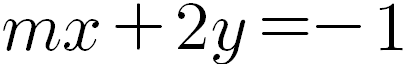 mx + 2y = -1